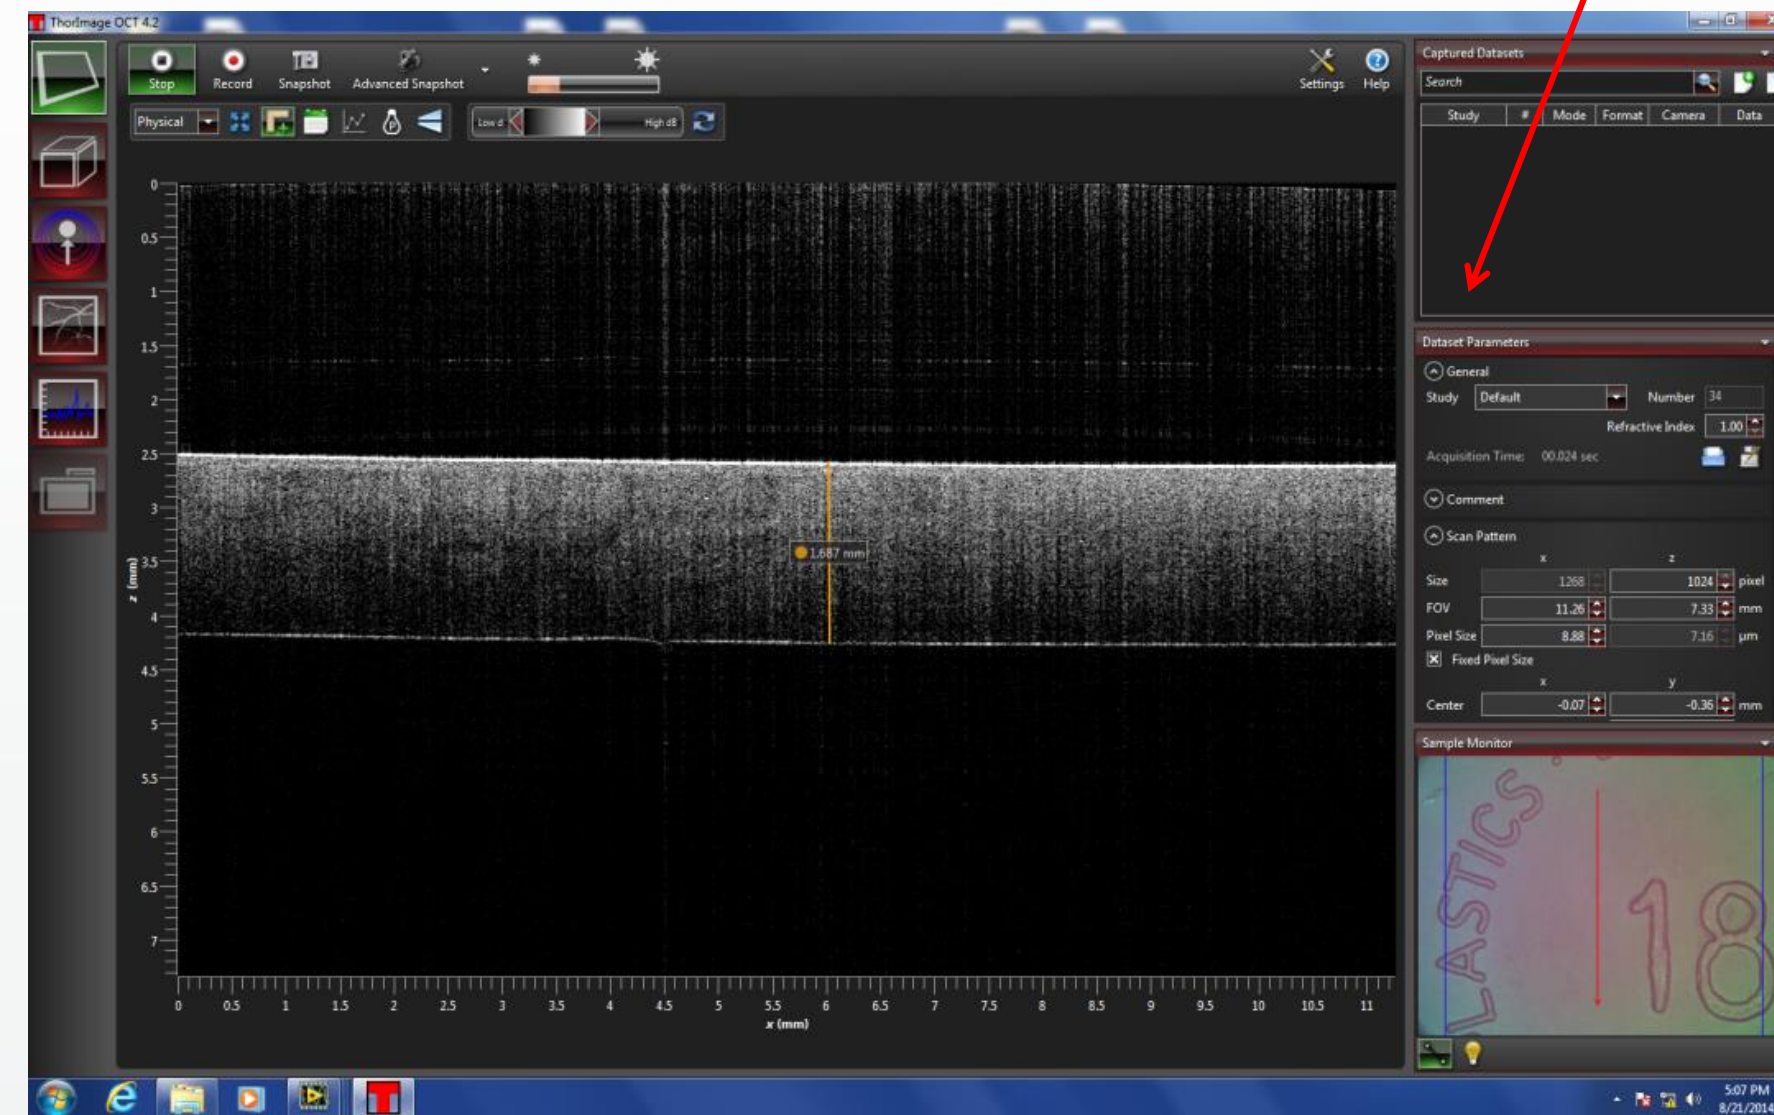 ThorImage OCT 4.2
Stop Record Snapshot Advanced Snapshot Settings Help
Physical Low d High dB
0
0.5
1
1.5
2
2.5
3
3.5
4
4.5
5
5.5
6
6.5
7
z (mm)
1.687 mm
0 0.5 1 1.5 2 2.5 3 3.5 4 4.5 5 5.5 6 6.5 7 7.5 8 8.5 9 9.5 10 10.5 11
x (mm)
Captured Datasets
Search
Study # Mode Format Camera Data
Dataset Parameters
General
Study Default Number 34
Refractive Index 1.00
Acquisition Time: 00.024 sec
Comment
Scan Pattern
x z
Size 1268 1024 pixel
FOV 11.26 7.33 mm
Pixel Size 8.88 7.16 µm
Fixed Pixel Size
x y
Center -0.07 -0.36 mm
Sample Monitor
LASTICS
18
5:07 PM
8/21/2014